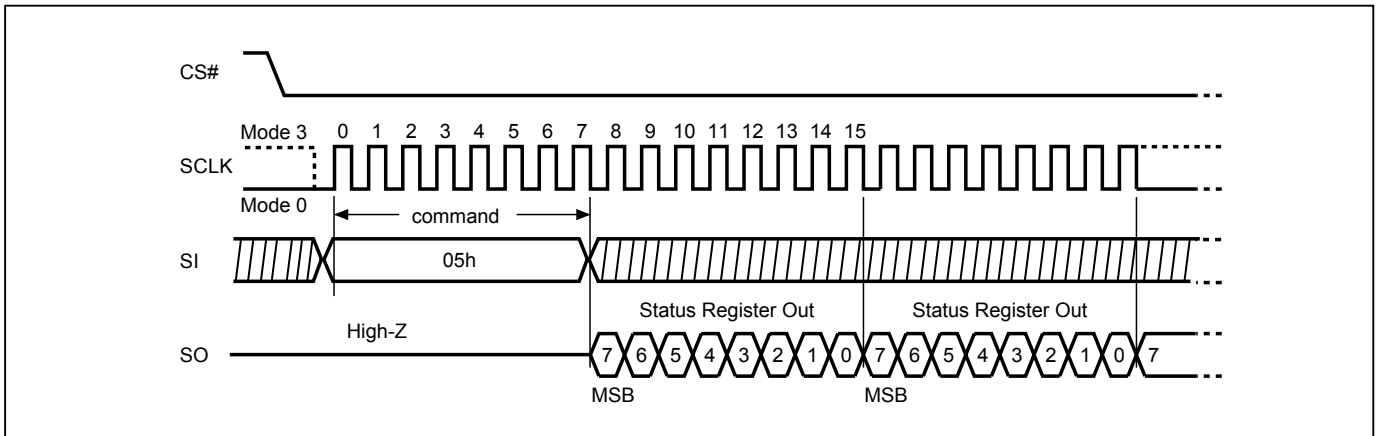 CS#
Mode 3 0 1 2 3 4 5 6 7 8 9 10 11 12 13 14 15
SCLK
Mode 0
command
SI 05h
Status Register Out Status Register Out
High-Z
SO 7 6 5 4 3 2 1 0 7 6 5 4 3 2 1 0 7
MSB MSB